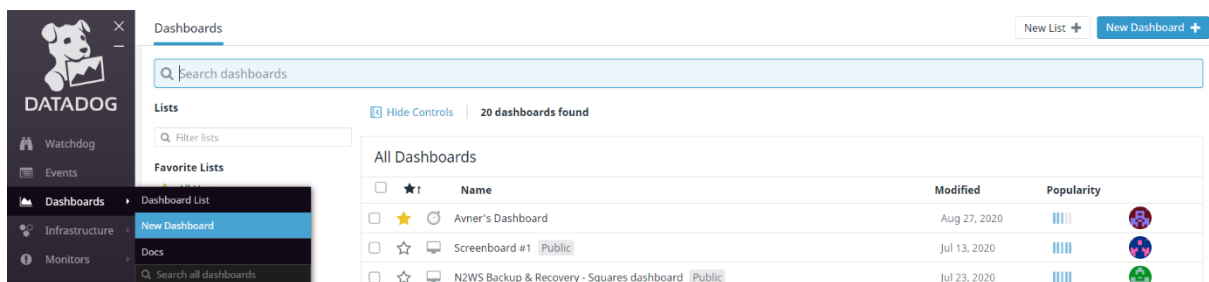 DATADOG
Watchdog
Events
Dashboards
Infrastructure
Monitors
Dashboard List
New Dashboard
Docs
Search all dashboards
Dashboards
New List
New Dashboard
Search dashboards
Lists
Filter lists
Favorite Lists
Hide Controls
20 dashboards found
All Dashboards
Name Modified Popularity
Avner's Dashboard Aug 27, 2020
Screenboard #1 Public Jul 13, 2020
N2WS Backup & Recovery - Squares dashboard Public Jul 23, 2020